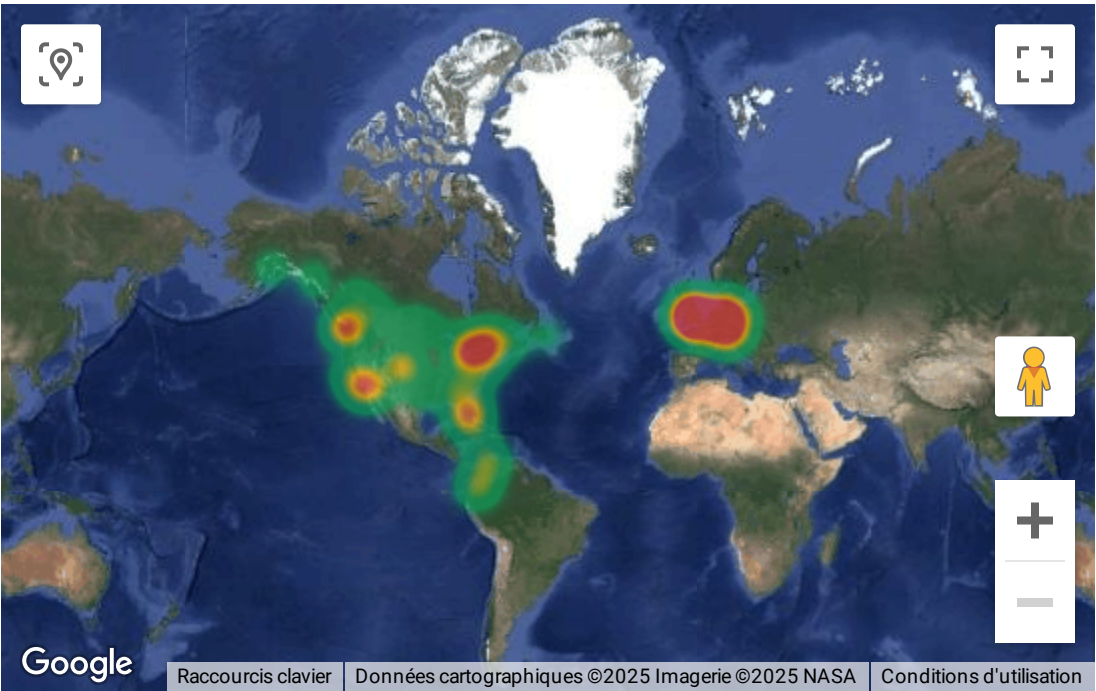 Google
Raccourcis clavier
Données cartographiques ©2025 Imagerie ©2025 NASA
Conditions d'utilisation